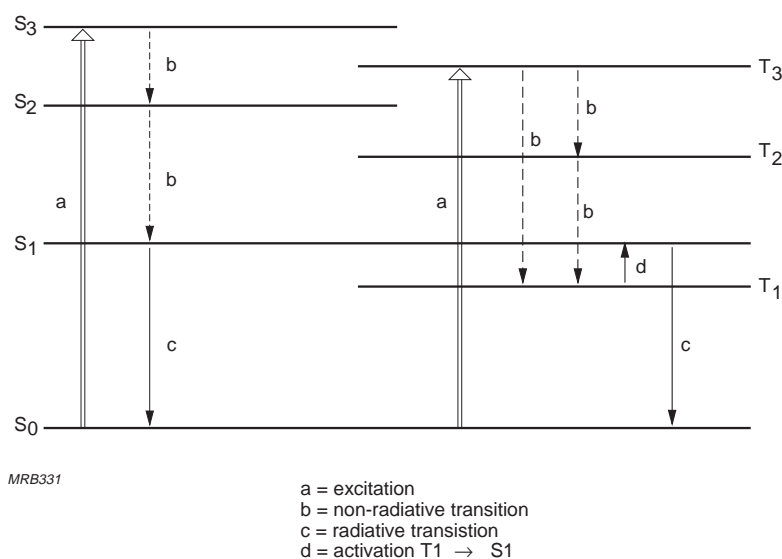 S3
T3
b
b
S2
b
T2
b
a
a
b
S1
d
T1
c
c
S0
MRB331
a = excitation
b = non-radiative transition
c = radiative transistion
d = activation T1 → S1